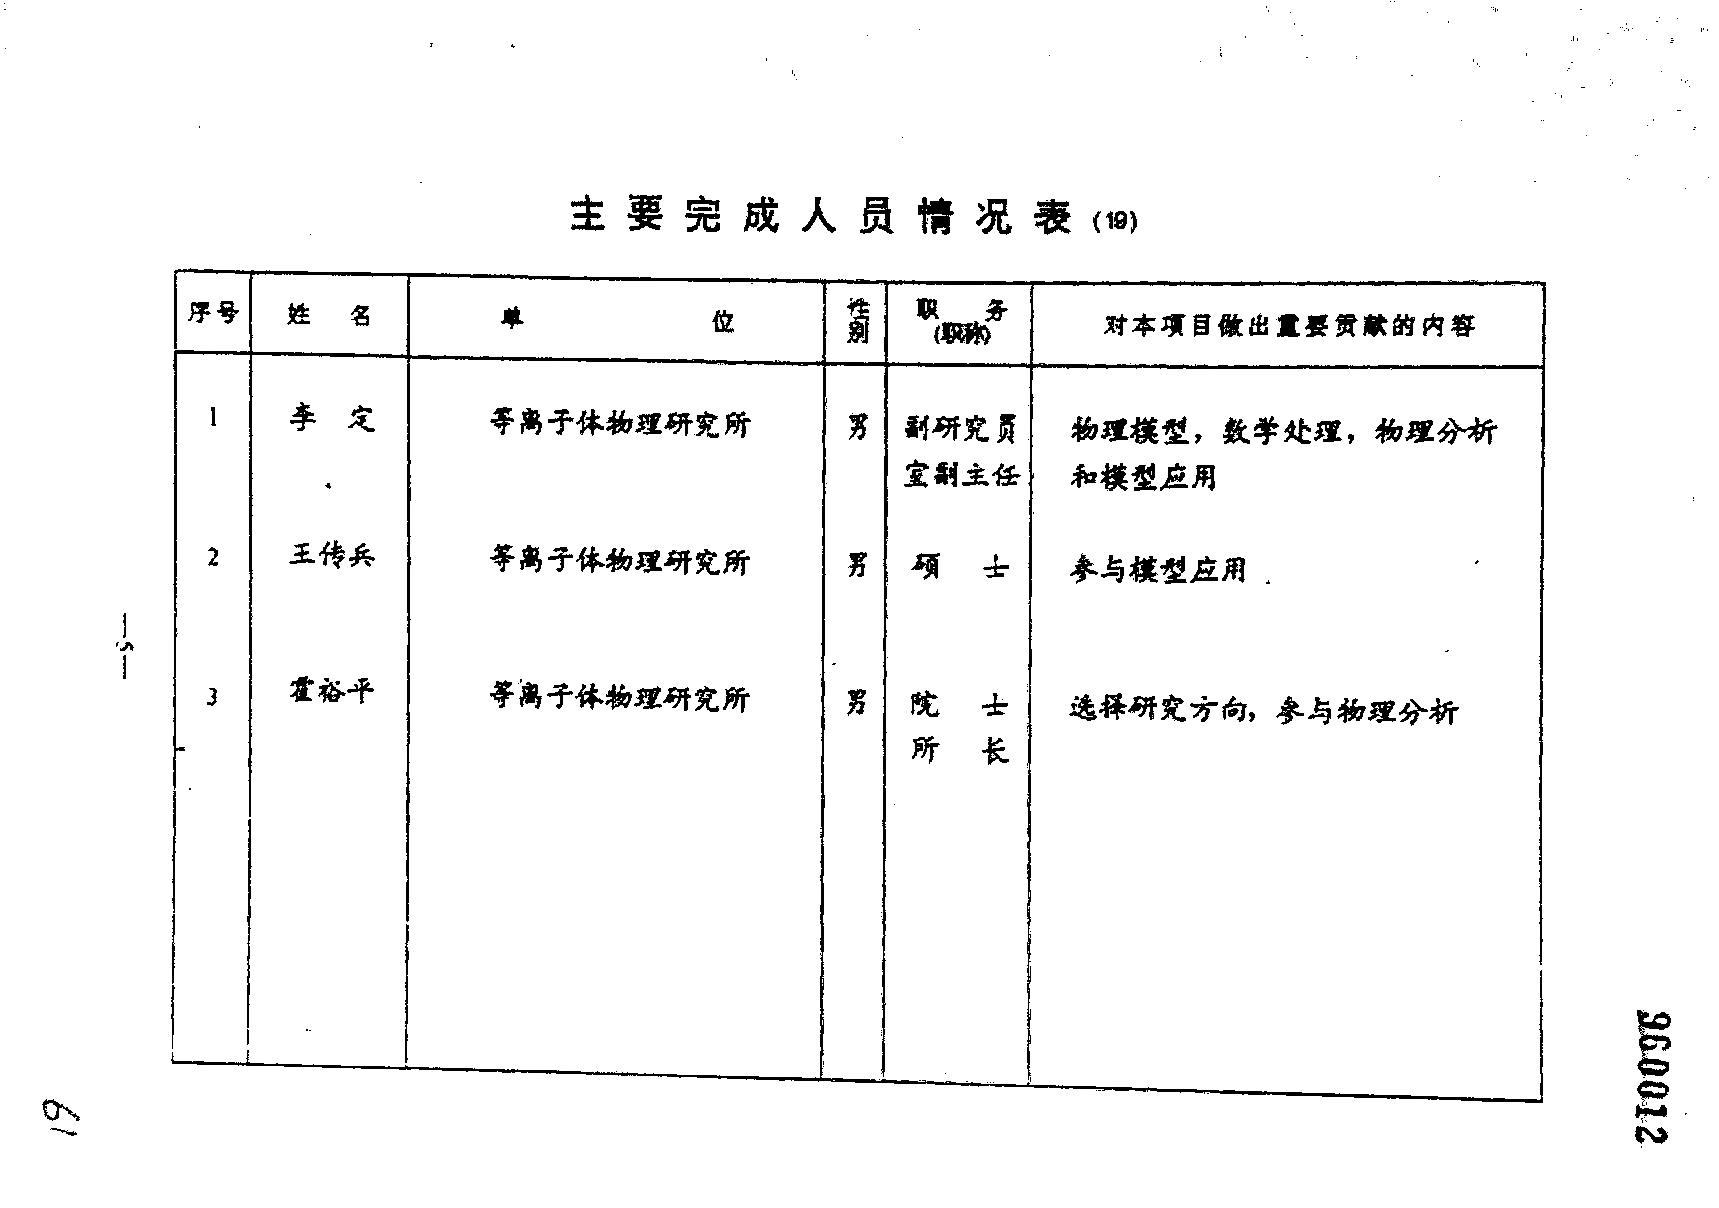 主要完成人员情况表(19)
序号 姓名 单位 性别 职务(职称) 对本项目做出重要贡献的内容
1 李定 等离子体物理研究所 男 副研究员 物理模型，数学处理，物理分析
室副主任 和模型应用
2 王传兵 等离子体物理研究所 男 硕士 参与模型应用
3 霍裕平 等离子体物理研究所 男 院士 选择研究方向，参与物理分析
所长
—5—
19
960012